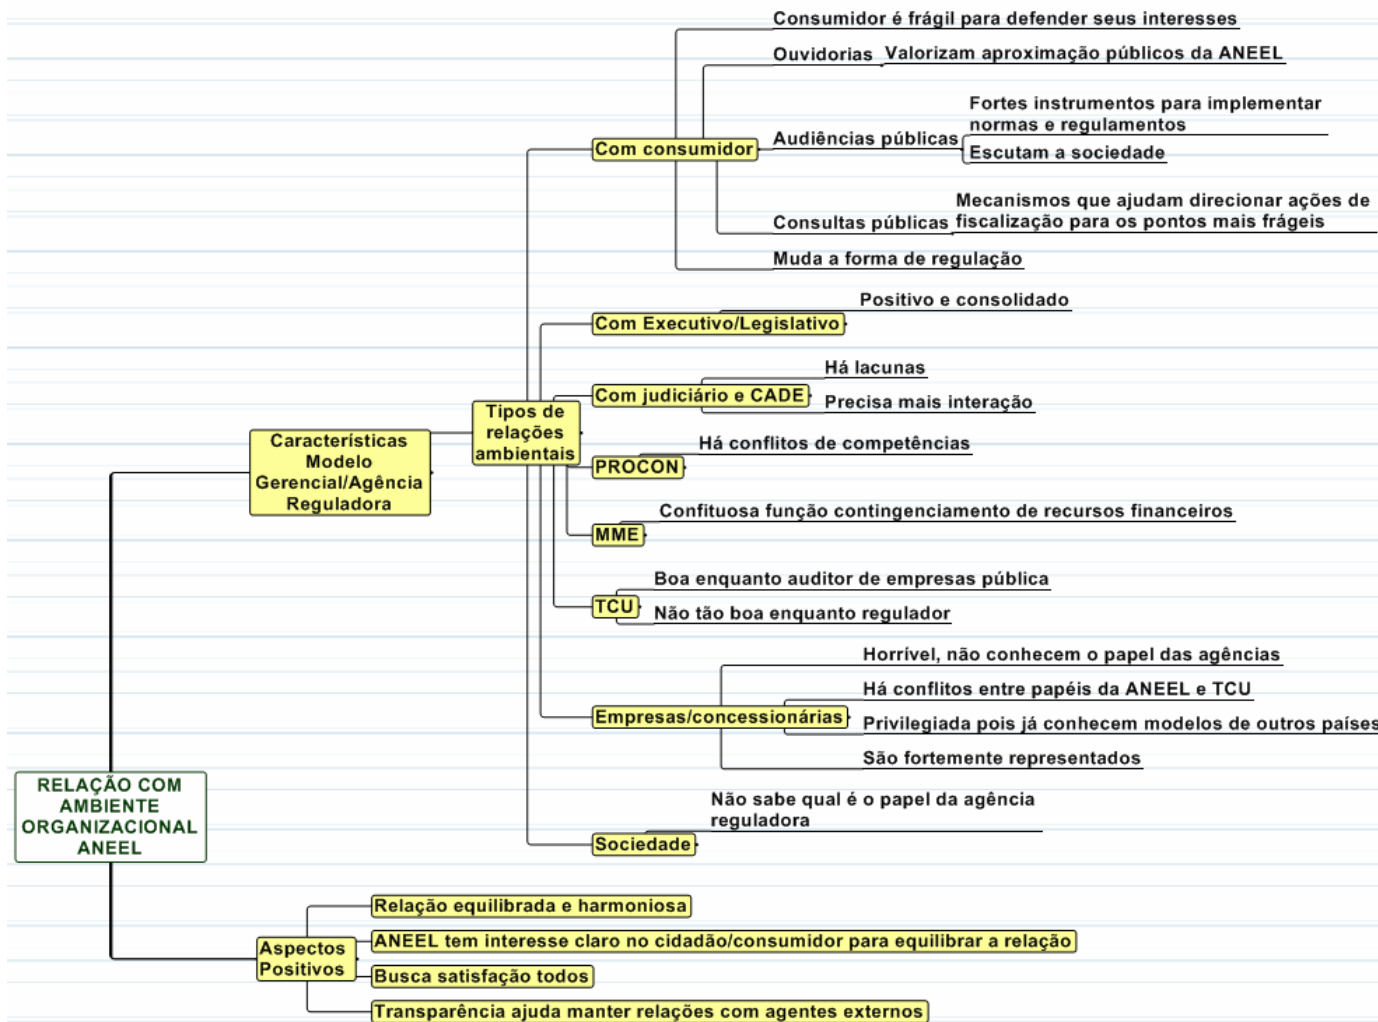 Consumidor é frágil para defender seus interesses
Ouvidorias
Valorizam aproximação públicos da ANEEL
Fortes instrumentos para implementar
normas e regulamentos
Audiências públicas
Escutam a sociedade
Com consumidor
Mecanismos que ajudam direcionar ações de
fiscalização para os pontos mais frágeis
Consultas públicas
Muda a forma de regulação
Positivo e consolidado
Com Executivo/Legislativo
Há lacunas
Com judiciário e CADE
Precisa mais interação
Tipos de
relações
ambientais
Características
Modelo
Gerencial/Agência
Reguladora
Há conflitos de competências
PROCON
Confituosa função contingenciamento de recursos financeiros
MME
Boa enquanto auditor de empresas pública
TCU
Não tão boa enquanto regulador
Horrível, não conhecem o papel das agências
Há conflitos entre papéis da ANEEL e TCU
Empresas/concessionárias
Privilegiada pois já conhecem modelos de outros países
São fortemente representados
RELAÇÃO COM
AMBIENTE
ORGANIZACIONAL
ANEEL
Não sabe qual é o papel da agência
reguladora
Sociedade
Relação equilibrada e harmoniosa
Aspectos
Positivos
ANEEL tem interesse claro no cidadão/consumidor para equilibrar a relação
Busca satisfação todos
Transparência ajuda manter relações com agentes externos